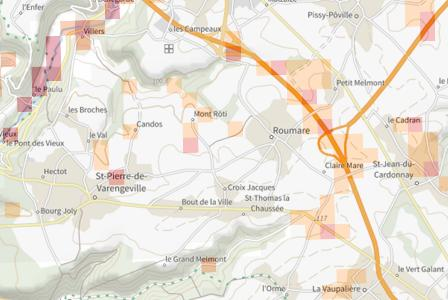 l'Enfer
Pissy-Pôville
Villers
les Campeaux
le Paulu
Petit Melmont
les Broches
Mont Rôti
Candos
Roumare
le Cadran
le Val
le Pont des Vieux
Claire Mare
Hectot
St-Jean-du-
Cardonnay
St-Pierre-de-
Varengeville
Croix Jacques
St-Thomas la
Chaussée
Bout de la Ville
Bourg Joly
le Grand Melmont
le Vert Galant
l'Orme
La Vaupalière